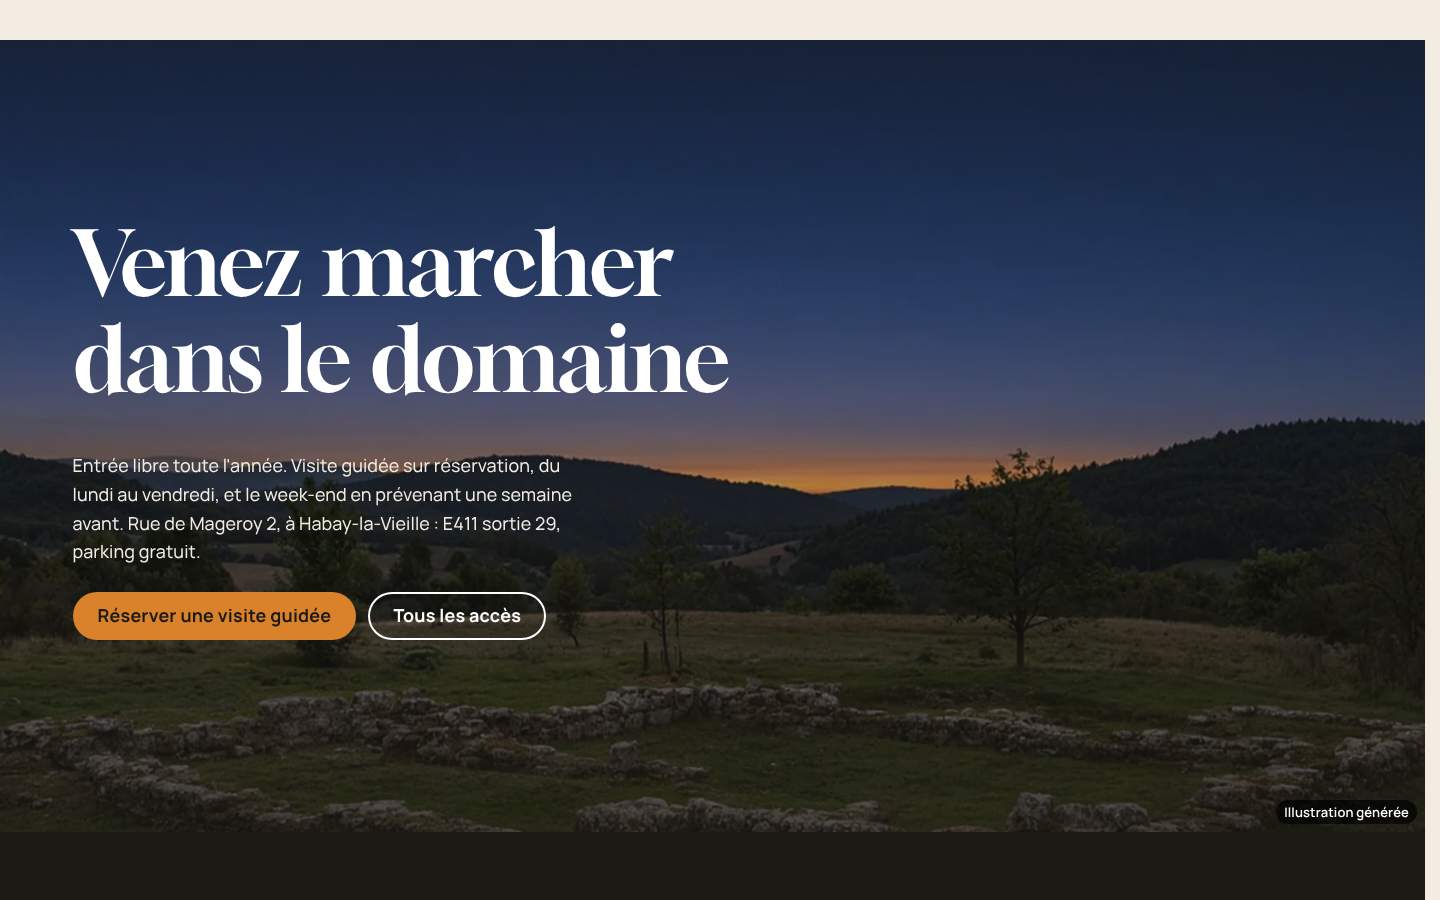 Venez marcher
dans le domaine
Entrée libre toute l'année. Visite guidée sur réservation, du
lundi au vendredi, et le week-end en prévenant une semaine
avant. Rue de Mageroy 2, à Habay-la-Vieille : E411 sortie 29,
parking gratuit.
Réserver une visite guidée
Tous les accès
Illustration générée